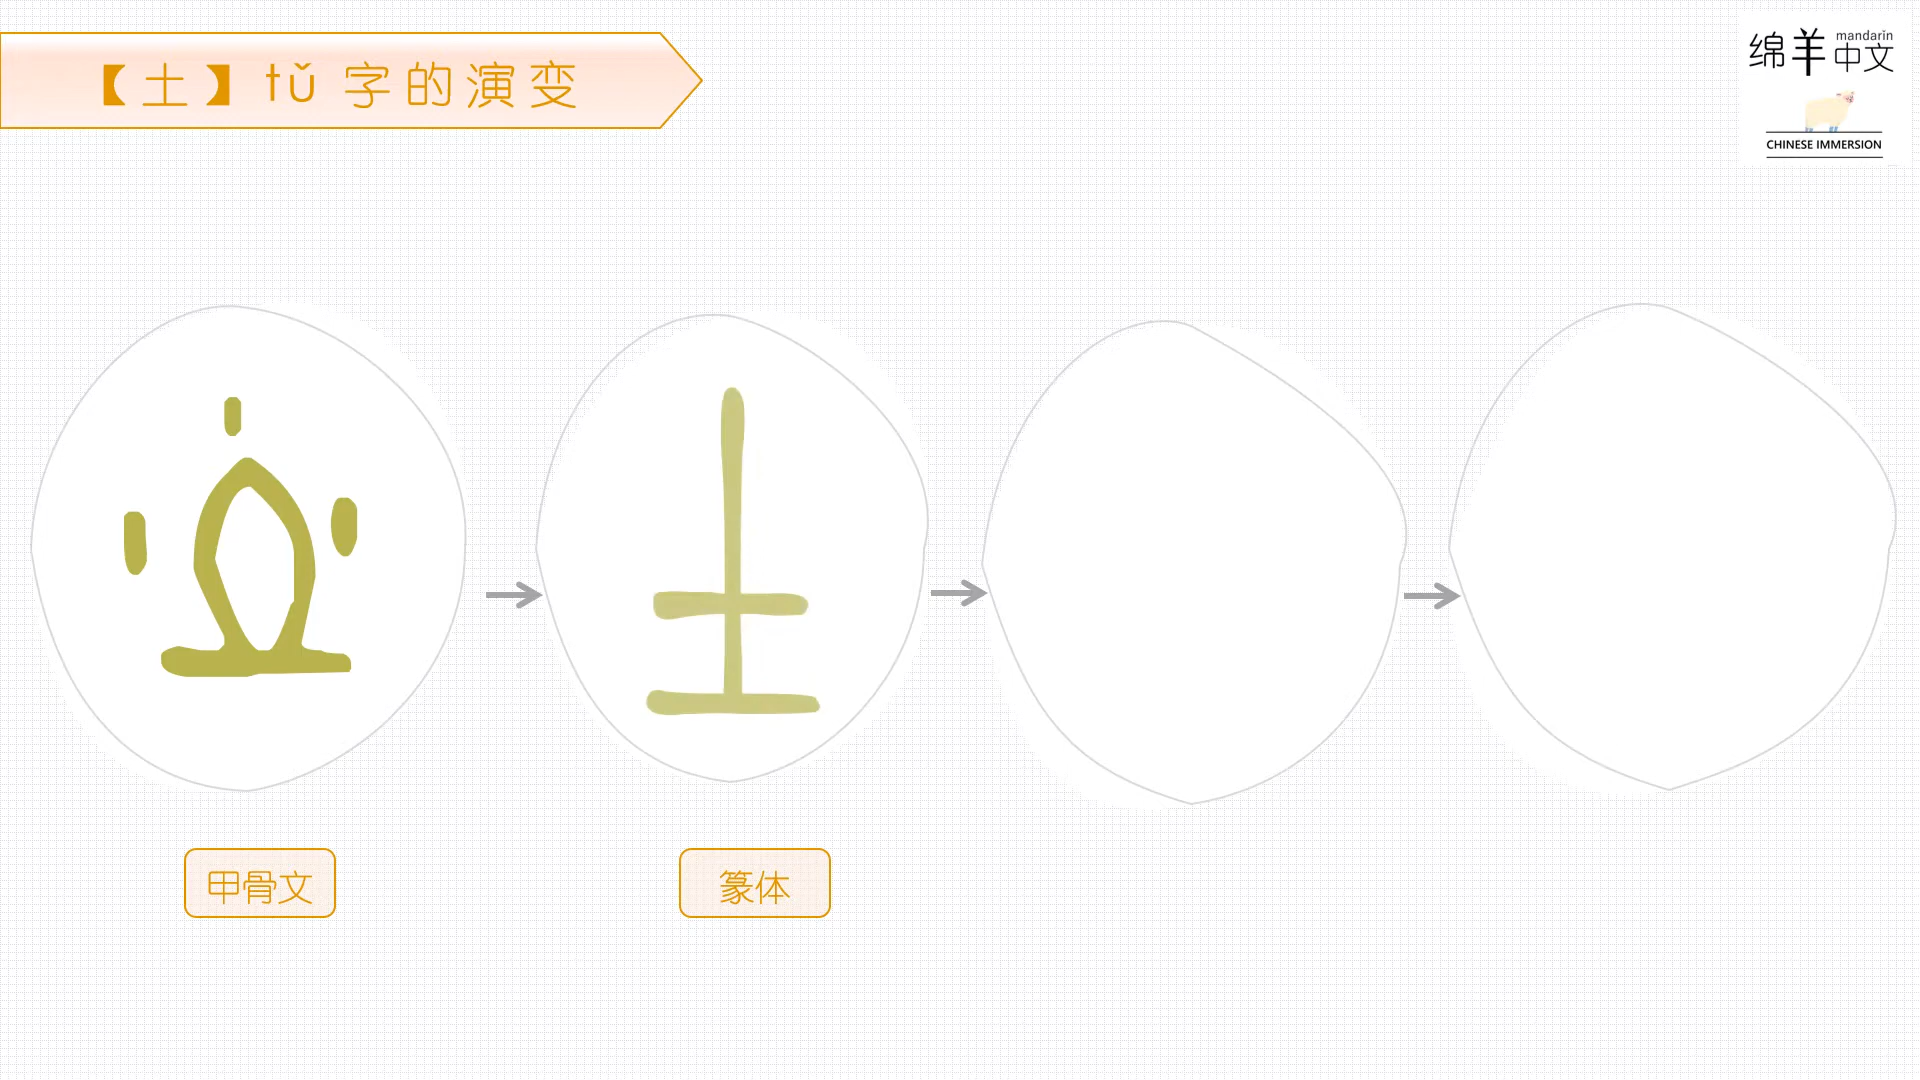 【土】tǔ 字的演变
绵羊中文
mandarin
CHINESE IMMERSION
甲骨文
篆体